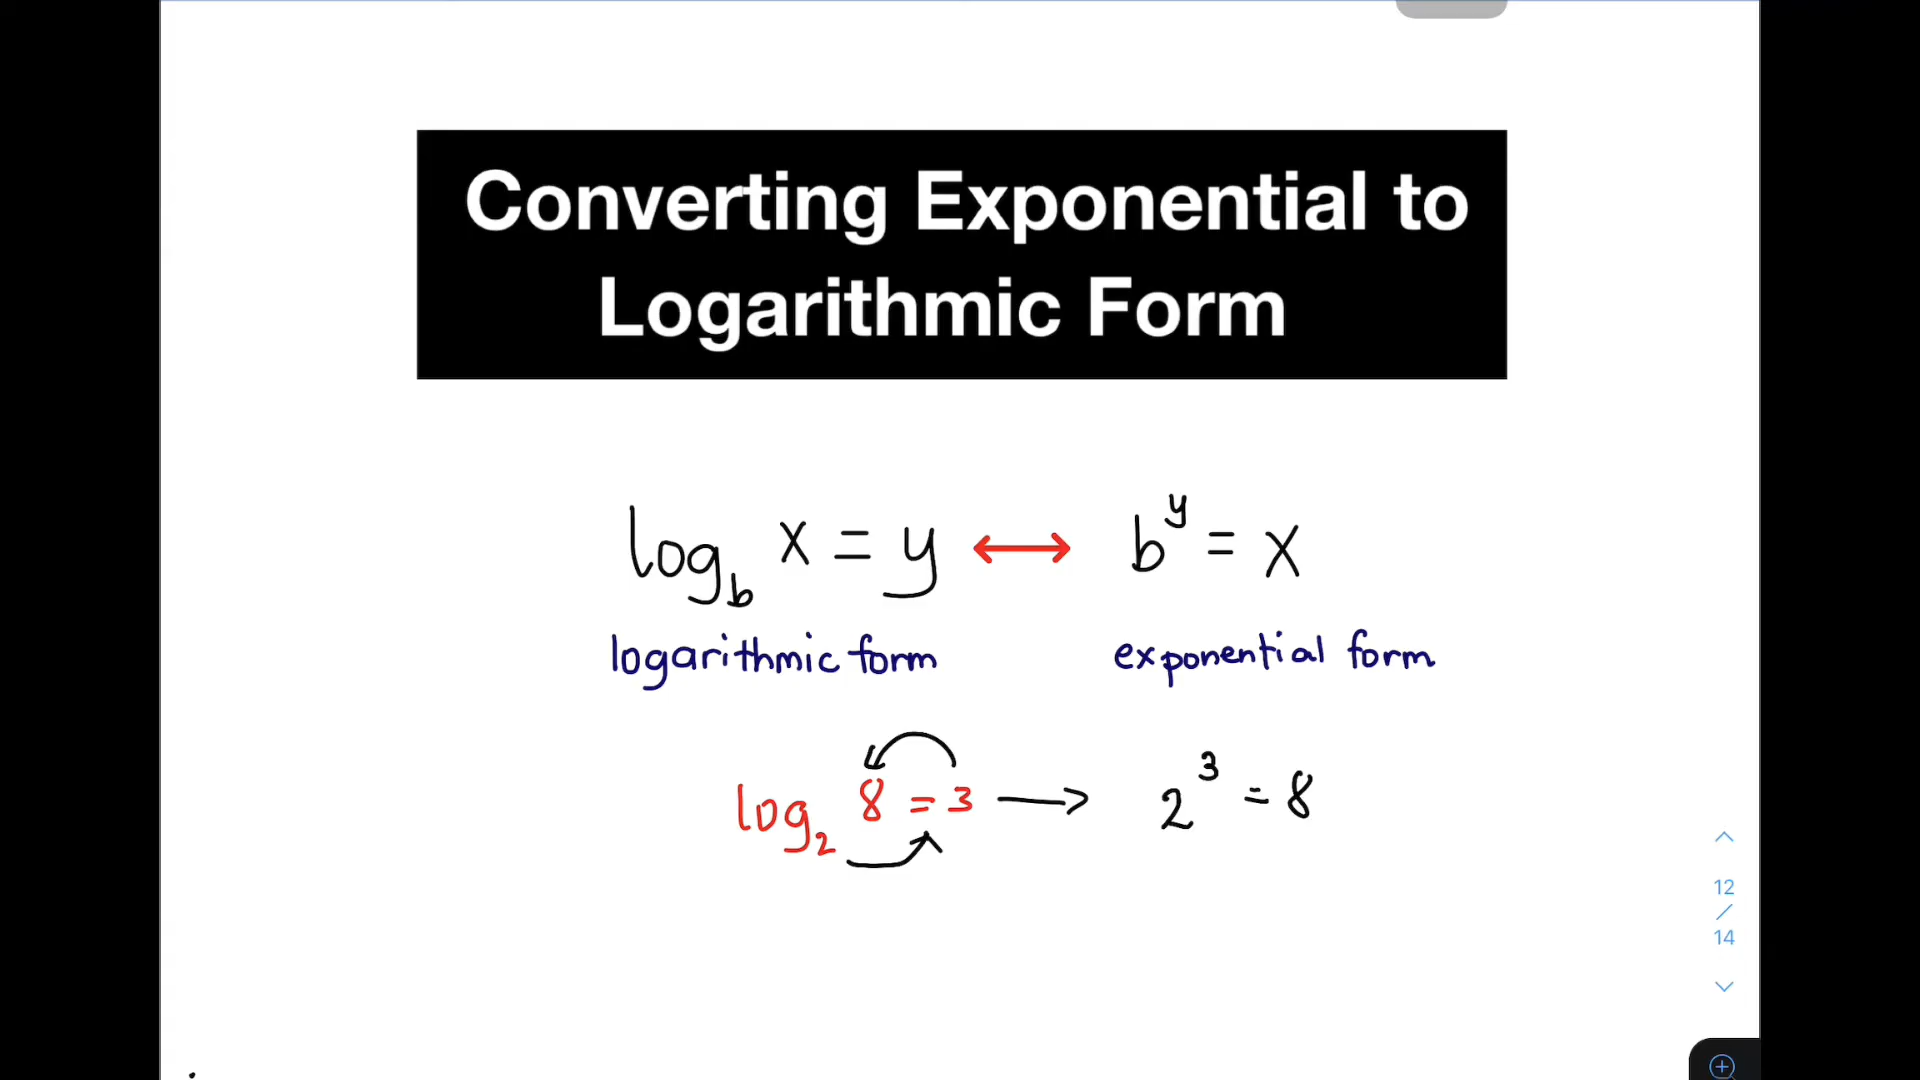 Converting Exponential to
Logarithmic Form
log_b x = y ↔ b^y = x
logarithmic form exponential form
log_2 8 = 3 → 2^3 = 8
12
/
14